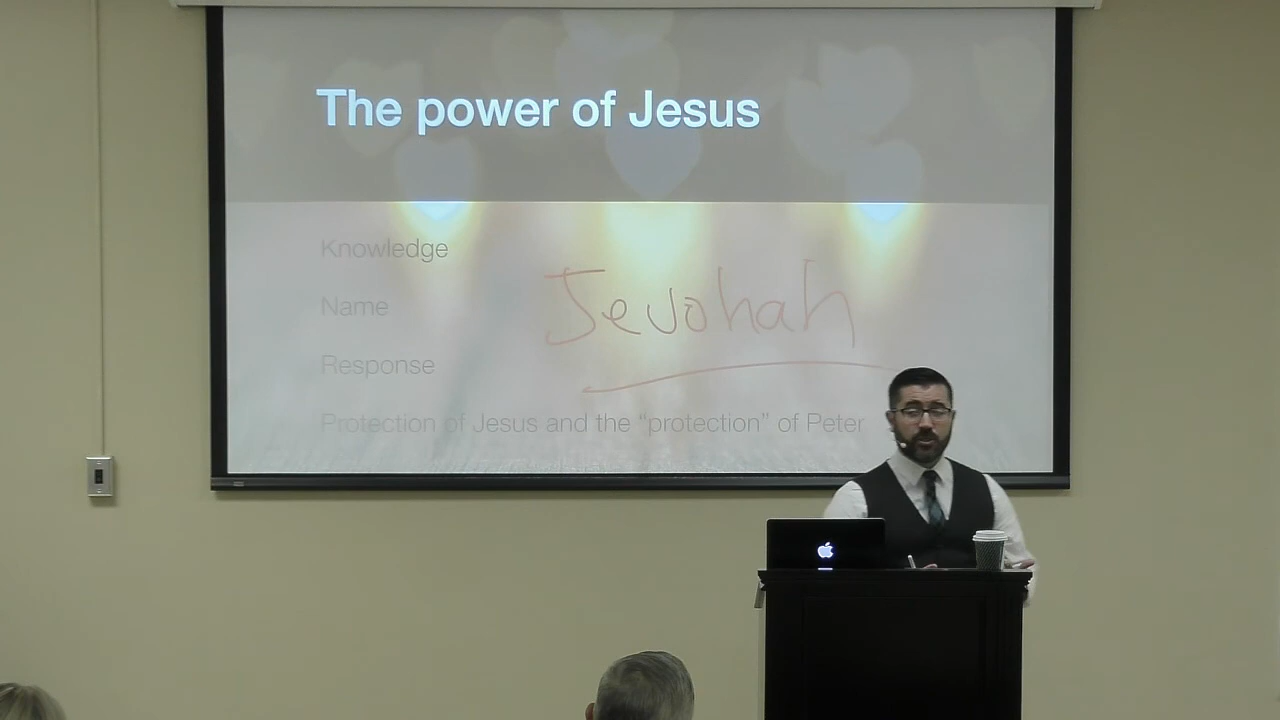 The power of Jesus
Knowledge
Name
Jevohah
Response
Protection of Jesus and the “protection” of Peter